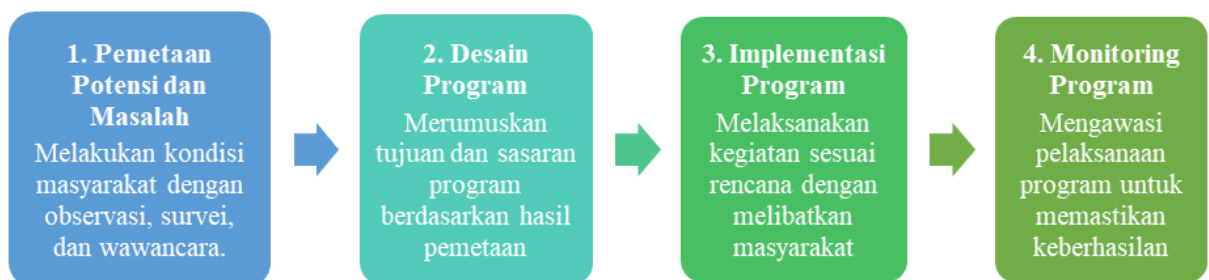 1. Pemetaan
Potensi dan
Masalah
Melakukan kondisi
masyarakat dengan
observasi, survei,
dan wawancara.
2. Desain
Program
Merumuskan
tujuan dan sasaran
program
berdasarkan hasil
pemetaan
3. Implementasi
Program
Melaksanakan
kegiatan sesuai
rencana dengan
melibatkan
masyarakat
4. Monitoring
Program
Mengawasi
pelaksanaan
program untuk
memastikan
keberhasilan